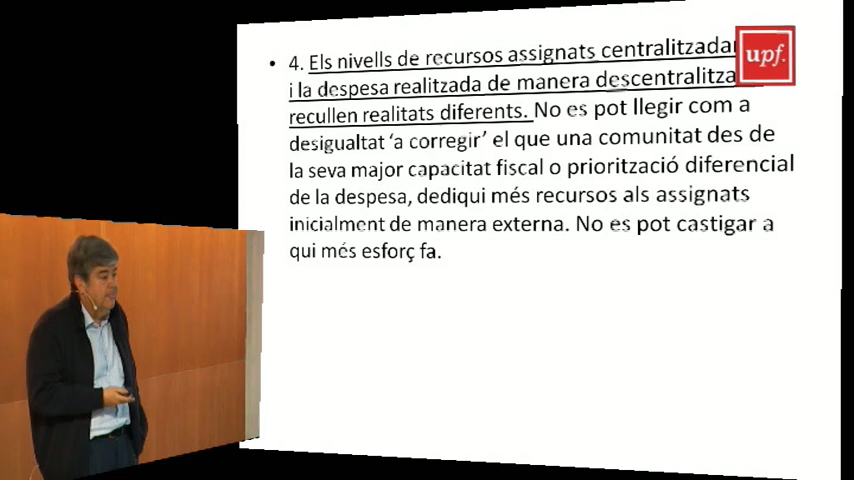 • 4. Els nivells de recursos assignats
upf.
i la despesa realitzada de manera
recullen realitats diferents. No es pot llegir com a
desigualtat ‘a corregir’ el que una comunitat des de
la seva major capacitat fiscal o priorització diferencial
de la despesa, dediqui més recursos als assignats
inicialment de manera externa. No es pot castigar a
qui més esforç fa.